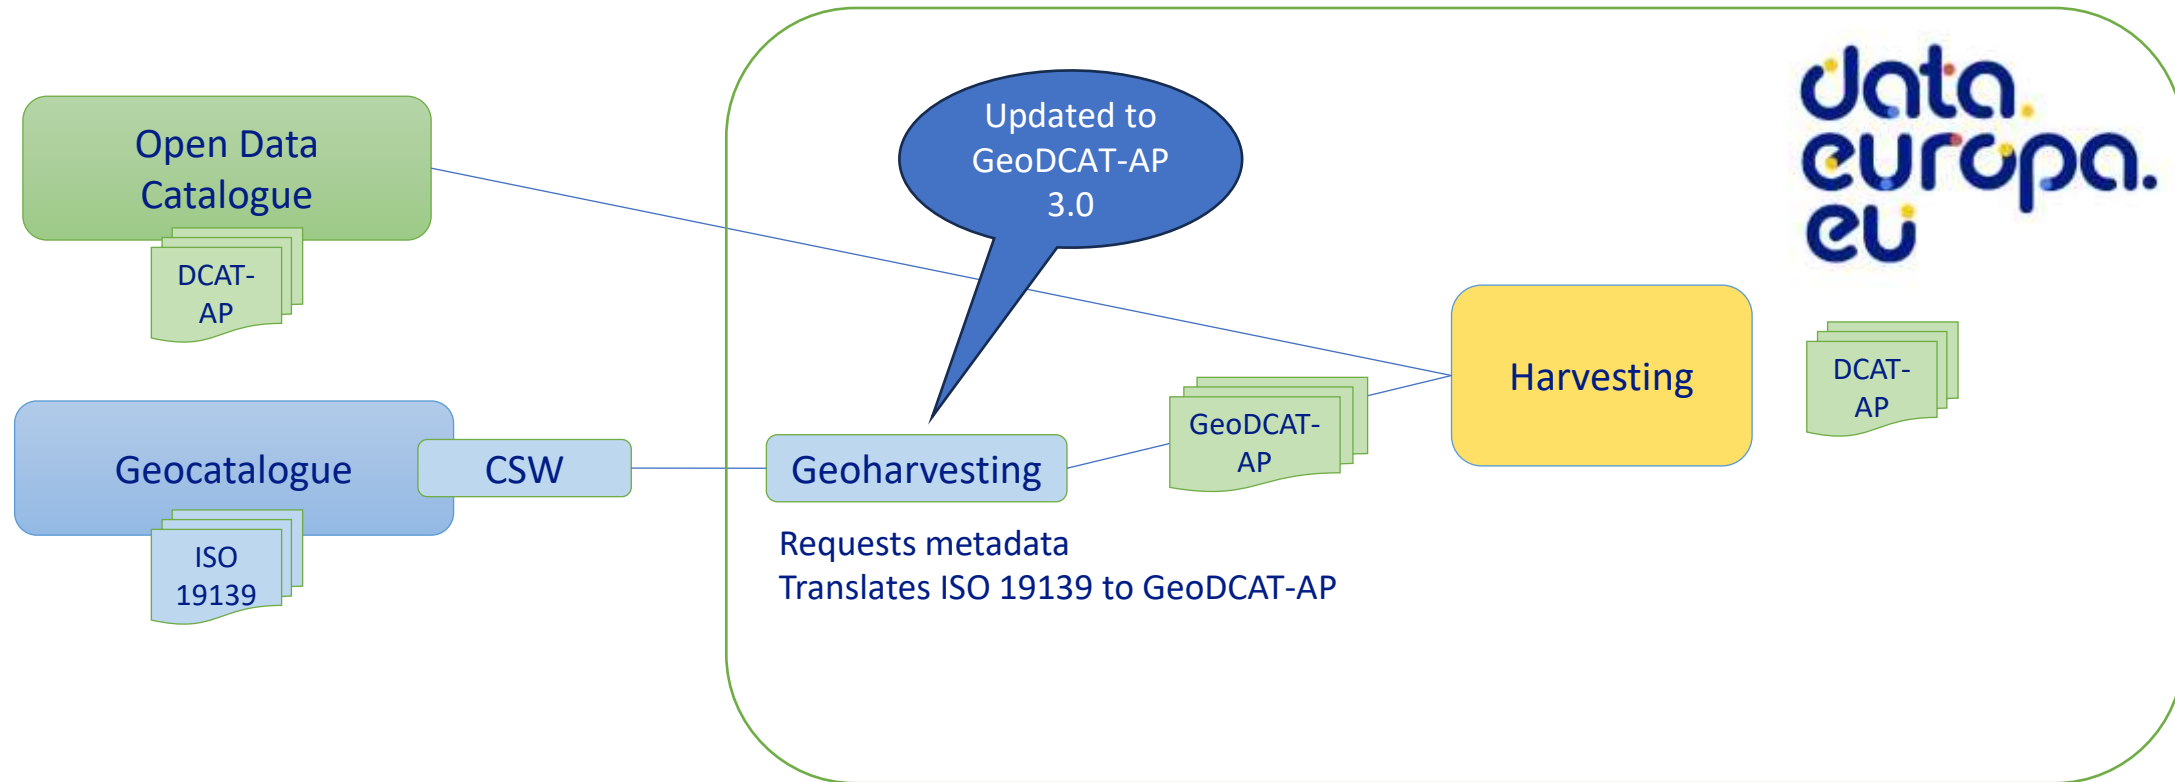 Open Data
Catalogue
DCAT-
AP
Geocatalogue
CSW
ISO
19139
Updated to
GeoDCAT-AP
3.0
Geoharvesting
Requests metadata
Translates ISO 19139 to GeoDCAT-AP
GeoDCAT-
AP
Harvesting
data.
europa.
eu
DCAT-
AP